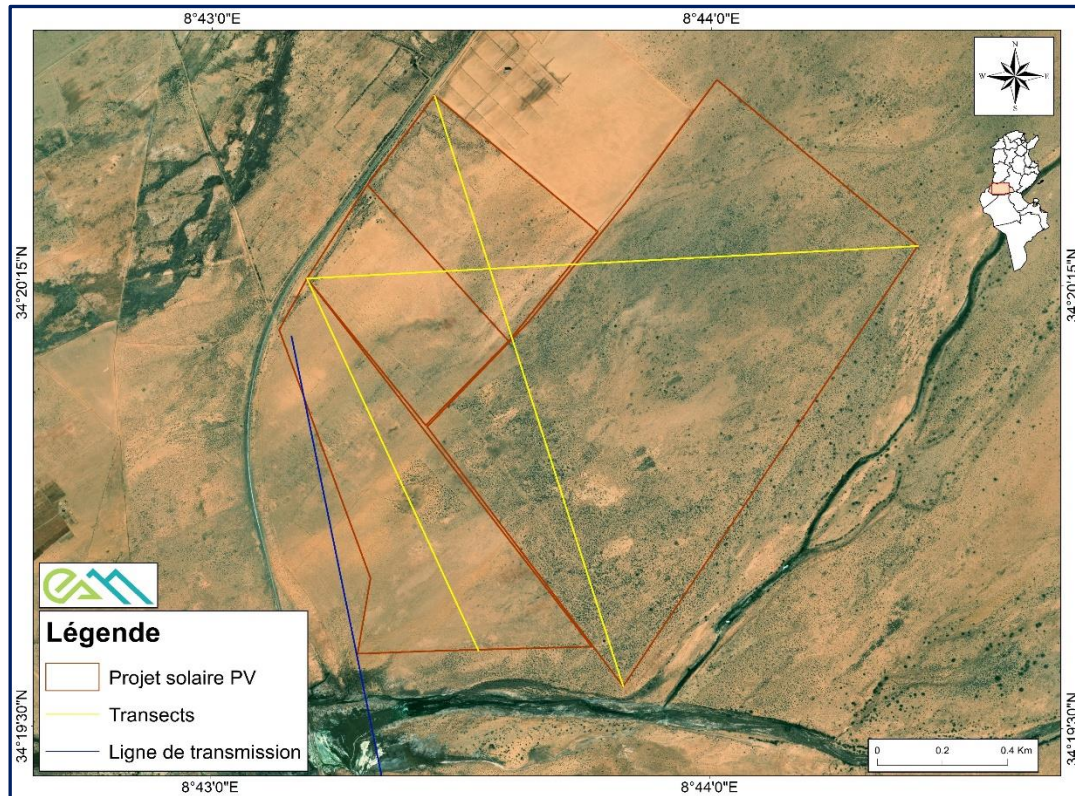 8°43'0"E
8°44'0"E
N
W
E
S
34°20'15"N
34°20'15"N
Légende
Projet solaire PV
Transects
Ligne de transmission
34°19'30"N
34°19'30"N
0
0.2
0.4 Km
8°43'0"E
8°44'0"E